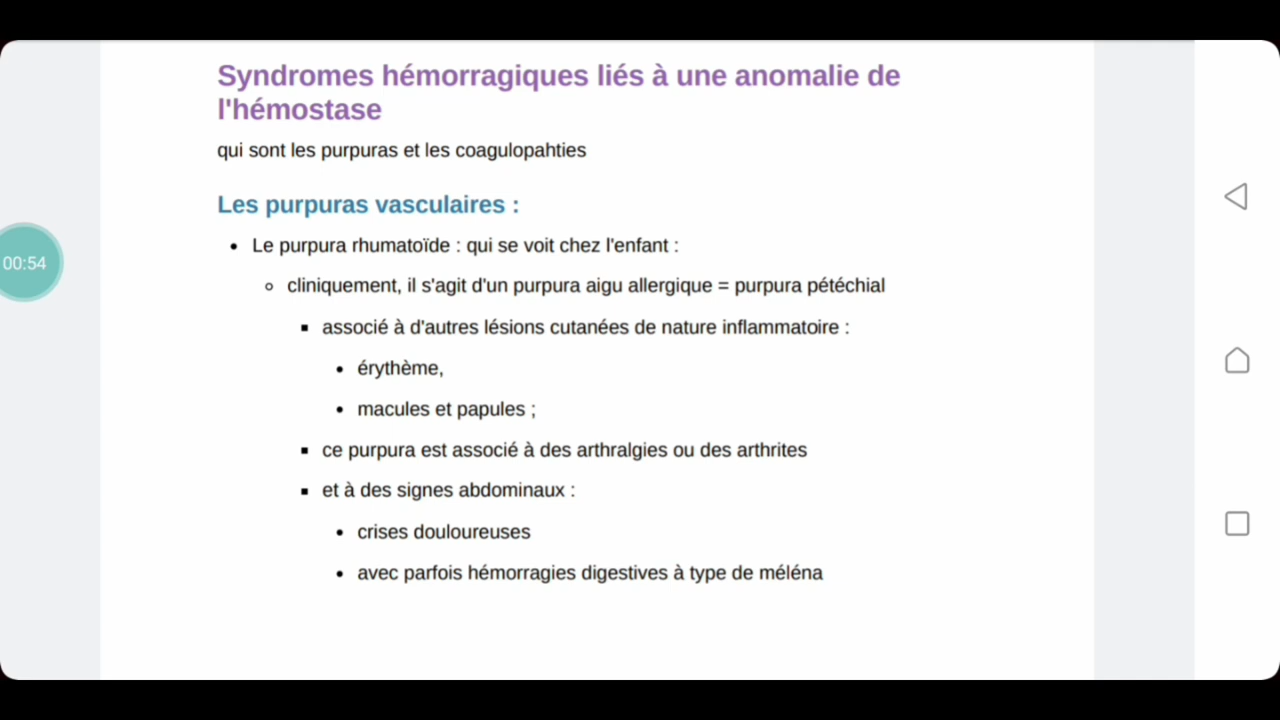 Syndromes hémorragiques liés à une anomalie de
l'hémostase
qui sont les purpuras et les coagulopahties
Les purpuras vasculaires :
• Le purpura rhumatoïde : qui se voit chez l'enfant :
cliniquement, il s'agit d'un purpura aigu allergique = purpura pétéchial
associé à d'autres lésions cutanées de nature inflammatoire :
• érythème,
• macules et papules ;
ce purpura est associé à des arthralgies ou des arthrites
et à des signes abdominaux :
• crises douloureuses
• avec parfois hémorragies digestives à type de méléna
00:54